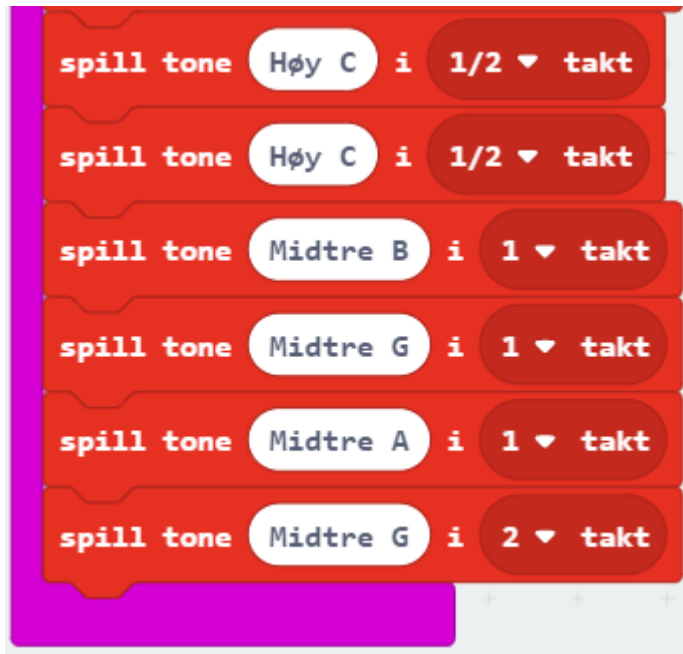 spill tone Høy C i 1/2 takt
spill tone Høy C i 1/2 takt
spill tone Midtre B i 1 takt
spill tone Midtre G i 1 takt
spill tone Midtre A i 1 takt
spill tone Midtre G i 2 takt